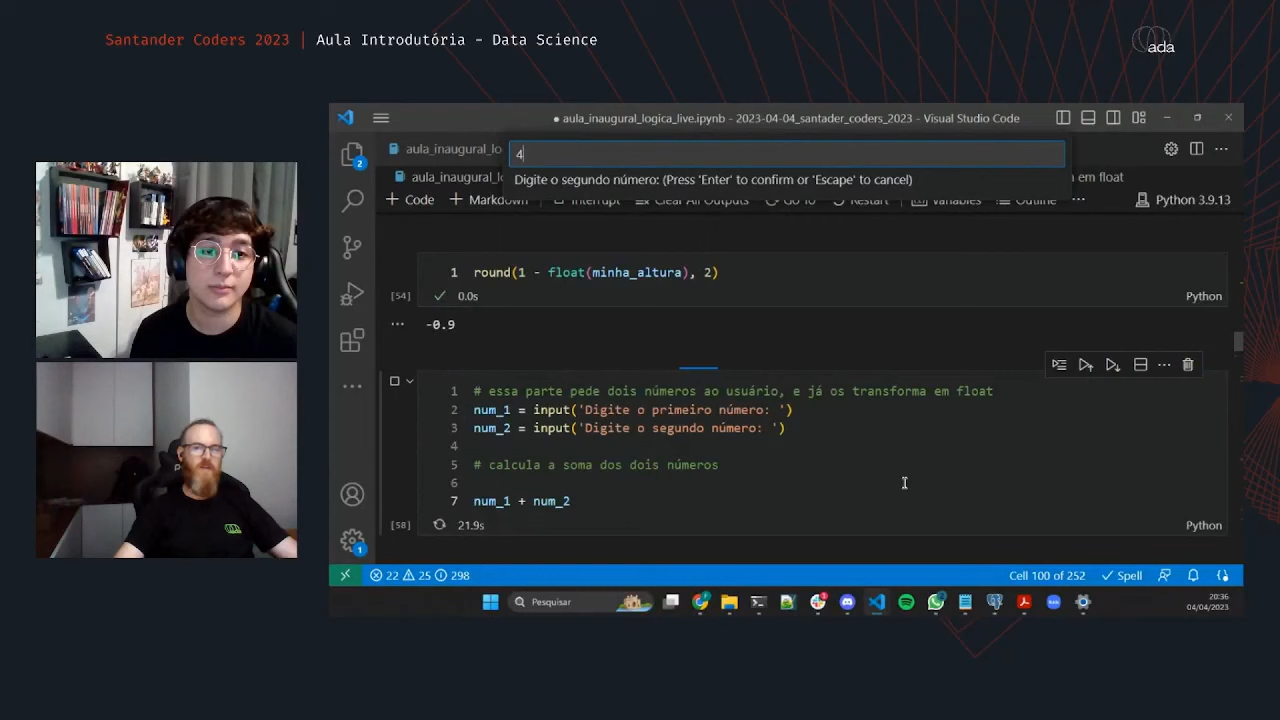 Santander Coders 2023 | Aula Introdutória - Data Science
ada
● aula_inaugural_logica_live.ipynb - 2023-04-04_santader_coders_2023 - Visual Studio Code
2
aula_inaugural_lo
4
aula_inaugural_lo
Digite o segundo número: (Press 'Enter' to confirm or 'Escape' to cancel)
em float
+ Code + Markdown Interrupt Clear All Outputs Go To Restart Variables Outline ··· Python 3.9.13
1 round(1 - float(minha_altura), 2)
[54] ✓ 0.0s Python
··· -0.9
1 # essa parte pede dois números ao usuário, e já os transforma em float
2 num_1 = input('Digite o primeiro número: ')
3 num_2 = input('Digite o segundo número: ')
4
5 # calcula a soma dos dois números
6
7 num_1 + num_2
[58] 21.9s Python
1
22 25 298 Cell 100 of 252 ✓ Spell
Pesquisar
20:36
04/04/2023